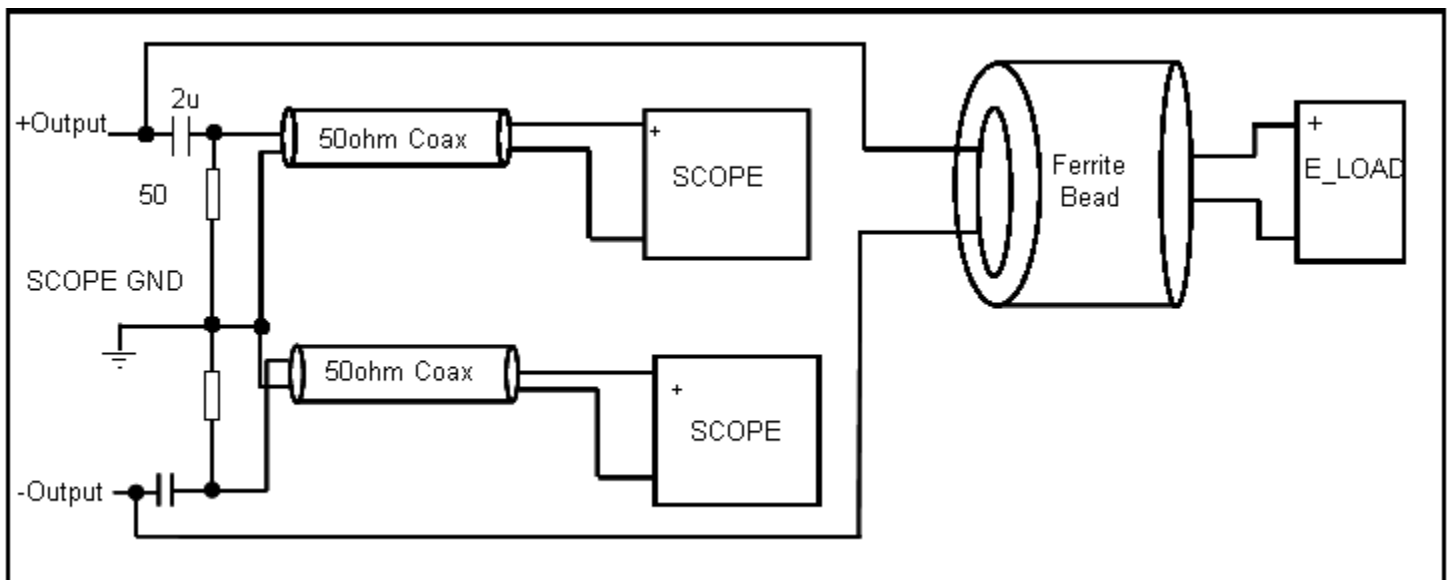 2u
+Output
50ohm Coax
+
SCOPE
50
Ferrite
Bead
+
E_LOAD
SCOPE GND
50ohm Coax
+
SCOPE
-Output